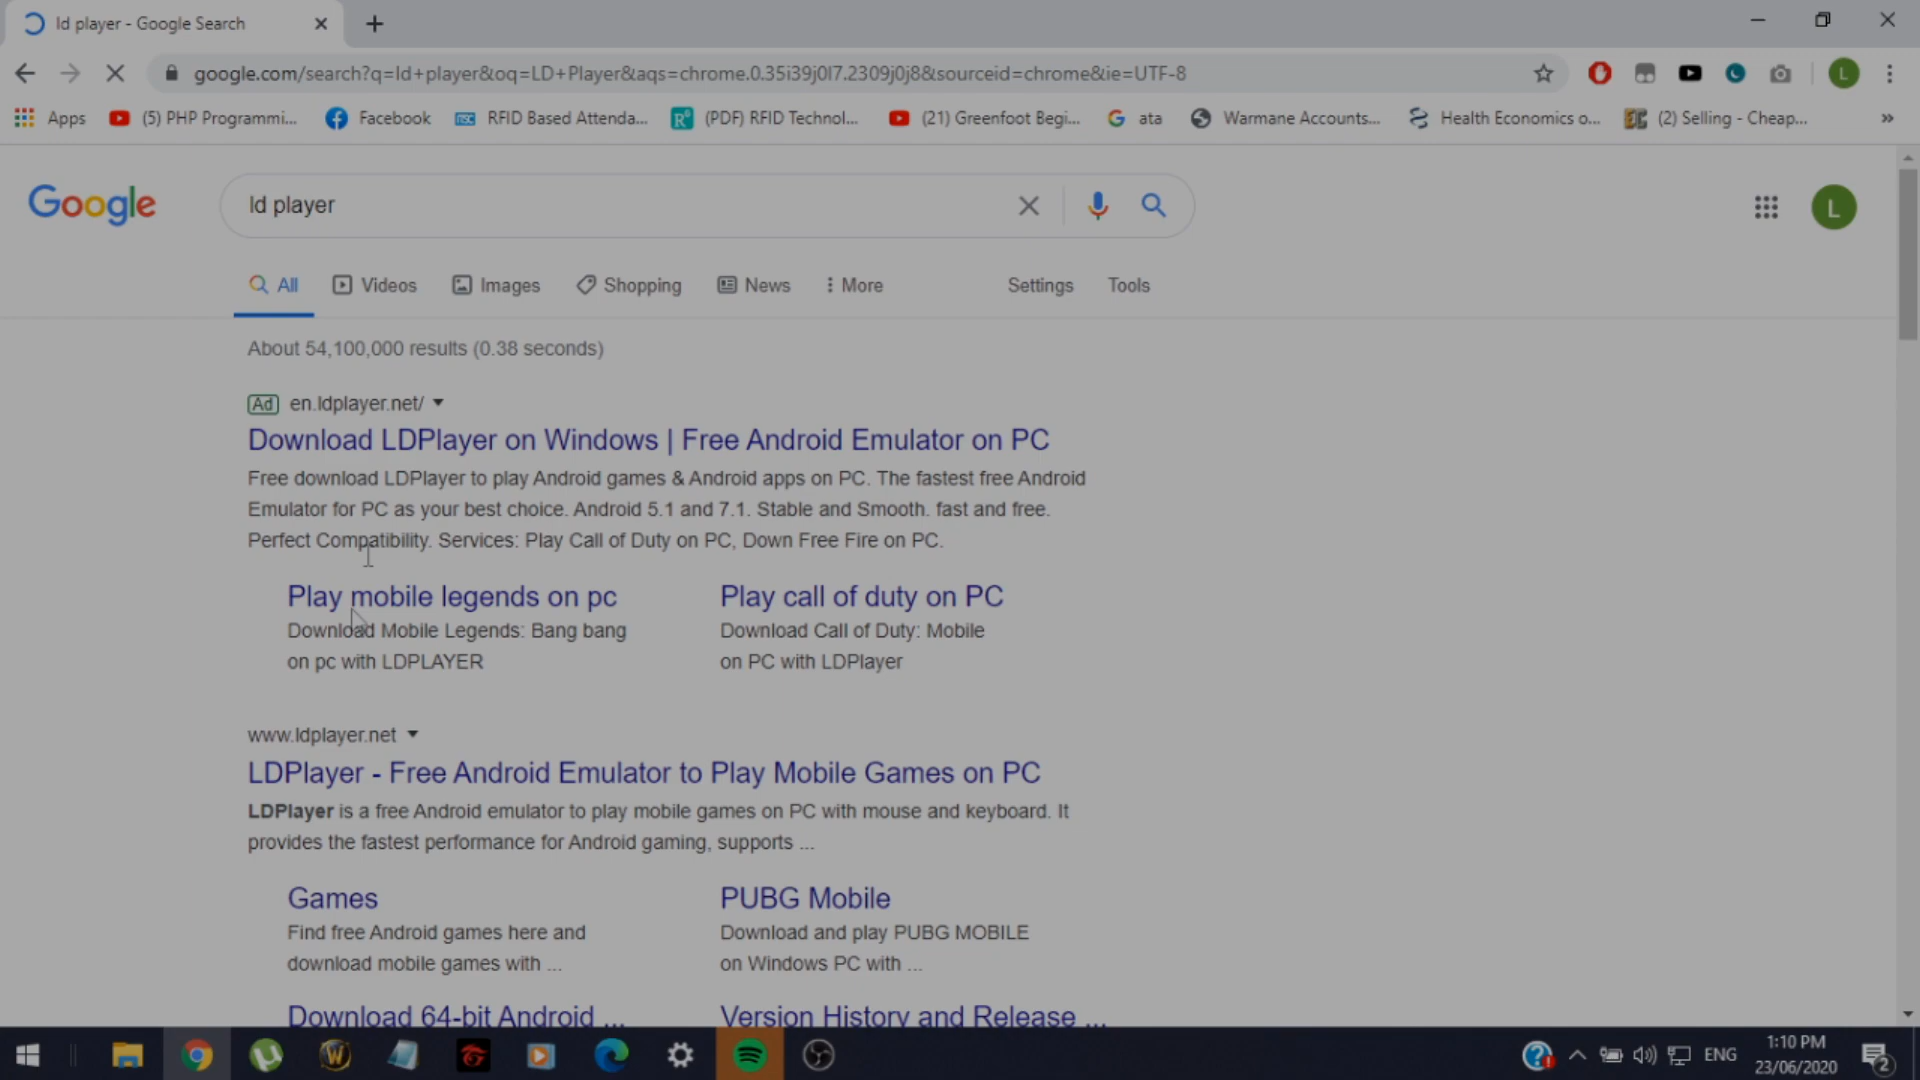 ld player - Google Search
google.com/search?q=ld+player&oq=LD+Player&aqs=chrome.0.35i39j0l7.2309j0j8&sourceid=chrome&ie=UTF-8
L
Apps (5) PHP Programmi... Facebook RFID Based Attenda... (PDF) RFID Technol... (21) Greenfoot Begi... ata Warmane Accounts... Health Economics o... (2) Selling - Cheap...
Google ld player L
All Videos Images Shopping News More Settings Tools
About 54,100,000 results (0.38 seconds)
Ad en.ldplayer.net/
Download LDPlayer on Windows | Free Android Emulator on PC
Free download LDPlayer to play Android games & Android apps on PC. The fastest free Android
Emulator for PC as your best choice. Android 5.1 and 7.1. Stable and Smooth. fast and free.
Perfect Compatibility. Services: Play Call of Duty on PC, Down Free Fire on PC.
Play mobile legends on pc Play call of duty on PC
Download Mobile Legends: Bang bang Download Call of Duty: Mobile
on pc with LDPLAYER on PC with LDPlayer
www.ldplayer.net
LDPlayer - Free Android Emulator to Play Mobile Games on PC
LDPlayer is a free Android emulator to play mobile games on PC with mouse and keyboard. It
provides the fastest performance for Android gaming, supports ...
Games PUBG Mobile
Find free Android games here and Download and play PUBG MOBILE
download mobile games with ... on Windows PC with ...
Download 64-bit Android ... Version History and Release ...
ENG 1:10 PM
23/06/2020 2